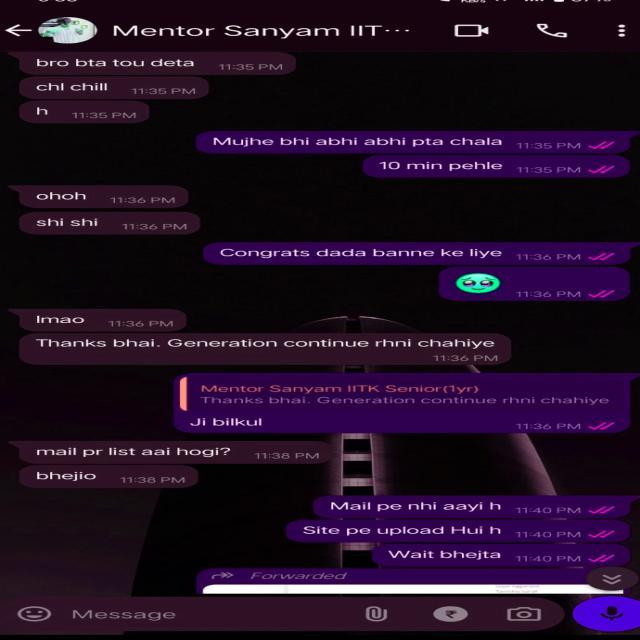 Mentor Sanyam IIT...
bro bta tou deta 11:35 PM
chl chill 11:35 PM
h 11:35 PM
Mujhe bhi abhi abhi pta chala 11:35 PM
10 min pehle 11:35 PM
ohoh 11:36 PM
shi shi 11:36 PM
Congrats dada banne ke liye 11:36 PM
11:36 PM
lmao 11:36 PM
Thanks bhai. Generation continue rhni chahiye
11:36 PM
Mentor Sanyam IITK Senior(1yr)
Thanks bhai. Generation continue rhni chahiye
Ji bilkul 11:36 PM
mail pr list aai hogi? 11:38 PM
bhejio 11:38 PM
Mail pe nhi aayi h 11:40 PM
Site pe upload Hui h 11:40 PM
Wait bhejta 11:40 PM
Forwarded
Message